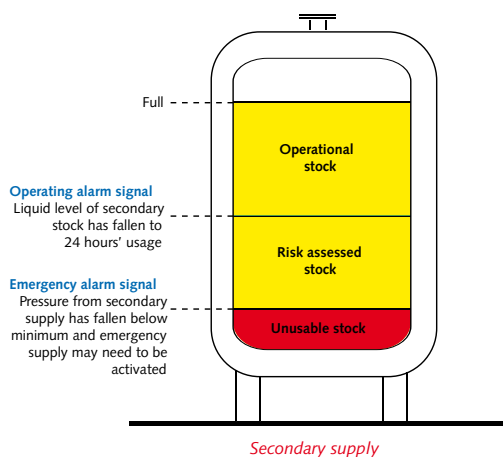 Full
Operational
stock
Operating alarm signal
Liquid level of secondary
stock has fallen to
24 hours' usage
Risk assessed
stock
Emergency alarm signal
Pressure from secondary
supply has fallen below
minimum and emergency
supply may need to be
activated
Unusable stock
Secondary supply